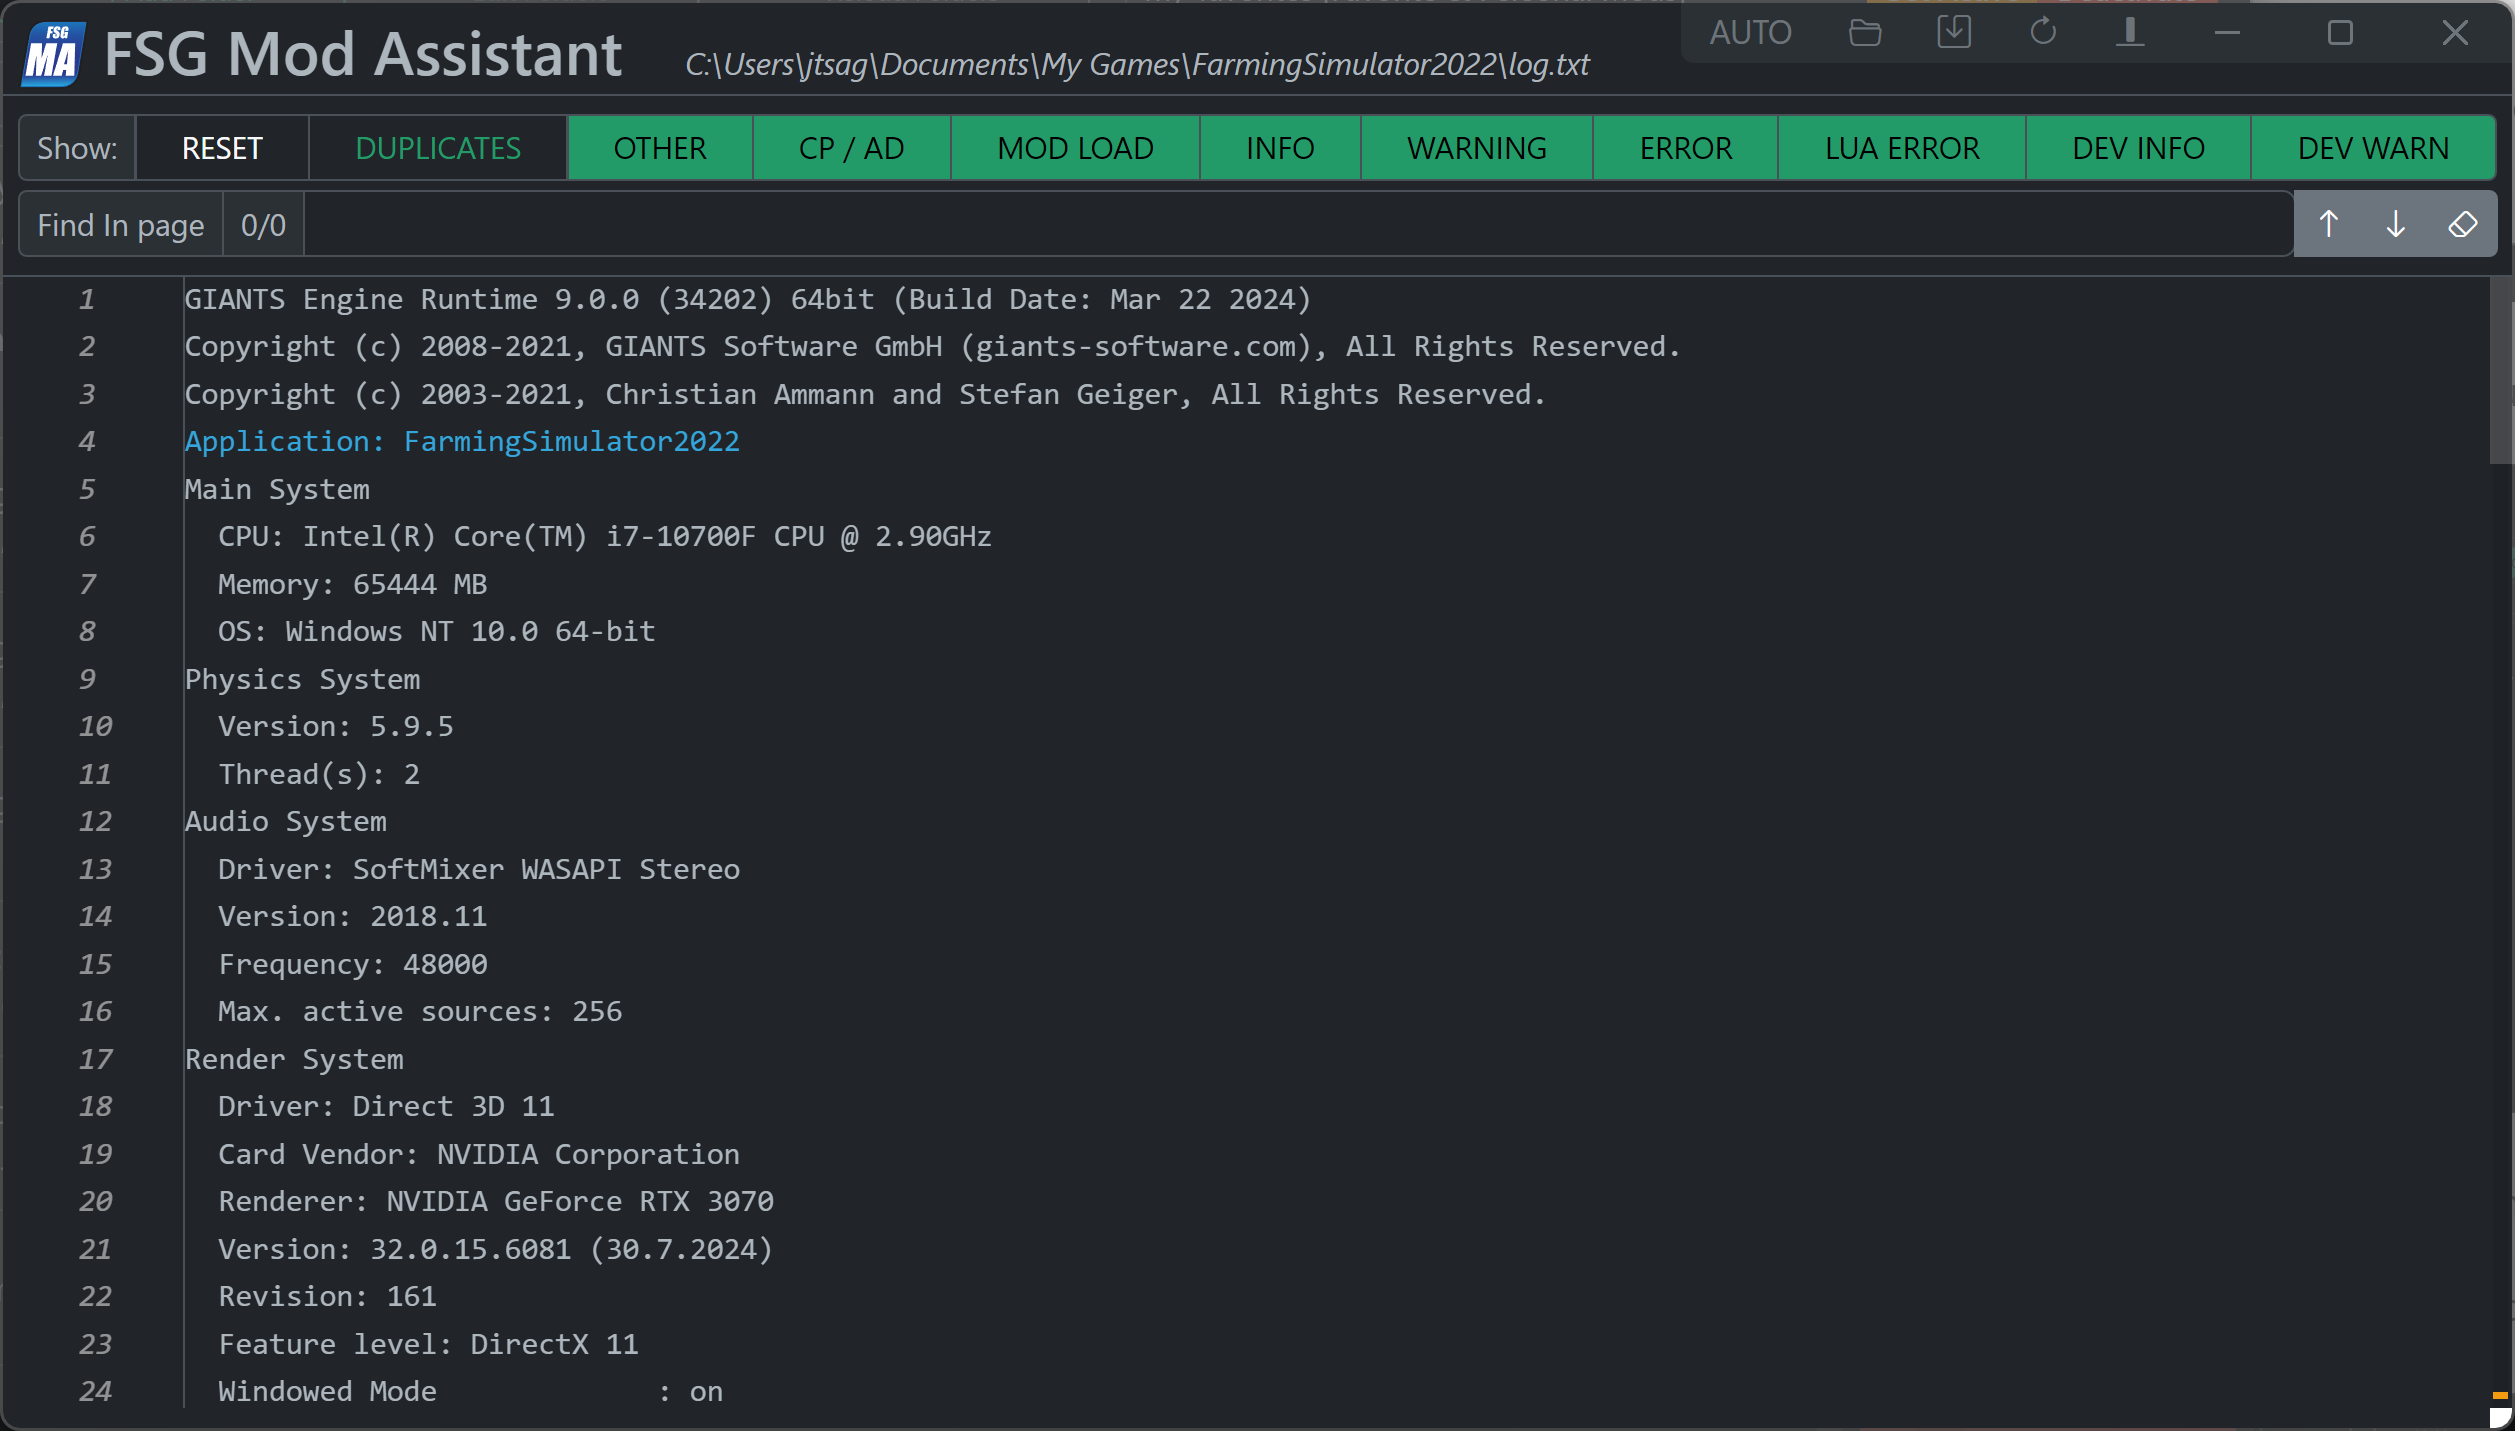 FSG MA
FSG Mod Assistant
C:\Users\jtsag\Documents\My Games\FarmingSimulator2022\log.txt
AUTO
Show: RESET DUPLICATES OTHER CP / AD MOD LOAD INFO WARNING ERROR LUA ERROR DEV INFO DEV WARN
Find In page 0/0
1 GIANTS Engine Runtime 9.0.0 (34202) 64bit (Build Date: Mar 22 2024)
2 Copyright (c) 2008-2021, GIANTS Software GmbH (giants-software.com), All Rights Reserved.
3 Copyright (c) 2003-2021, Christian Ammann and Stefan Geiger, All Rights Reserved.
4 Application: FarmingSimulator2022
5 Main System
6 CPU: Intel(R) Core(TM) i7-10700F CPU @ 2.90GHz
7 Memory: 65444 MB
8 OS: Windows NT 10.0 64-bit
9 Physics System
10 Version: 5.9.5
11 Thread(s): 2
12 Audio System
13 Driver: SoftMixer WASAPI Stereo
14 Version: 2018.11
15 Frequency: 48000
16 Max. active sources: 256
17 Render System
18 Driver: Direct 3D 11
19 Card Vendor: NVIDIA Corporation
20 Renderer: NVIDIA GeForce RTX 3070
21 Version: 32.0.15.6081 (30.7.2024)
22 Revision: 161
23 Feature level: DirectX 11
24 Windowed Mode : on